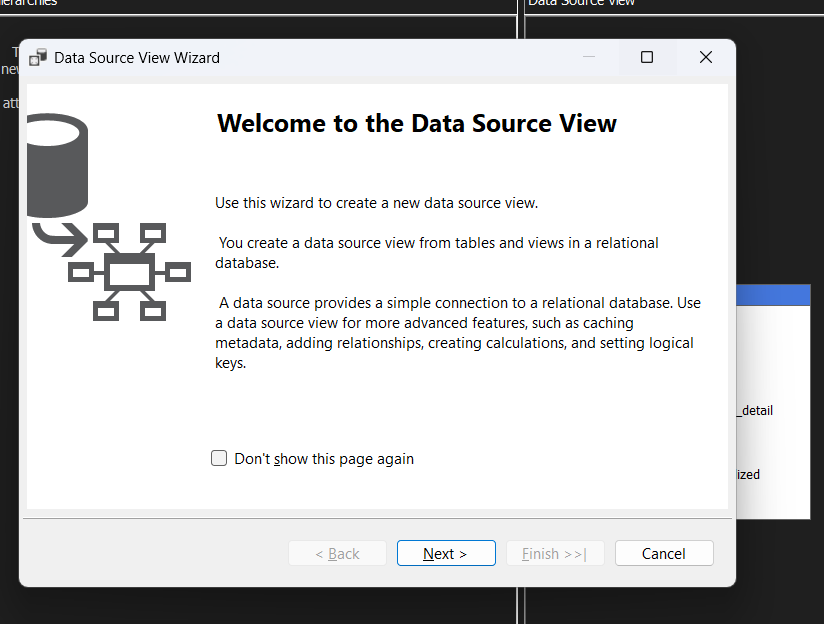 Data Source View
Data Source View Wizard
Welcome to the Data Source View
Use this wizard to create a new data source view.
You create a data source view from tables and views in a relational
database.
A data source provides a simple connection to a relational database. Use
a data source view for more advanced features, such as caching
metadata, adding relationships, creating calculations, and setting logical
keys.
_detail
Don't show this page again
ized
< Back
Next >
Finish >>|
Cancel